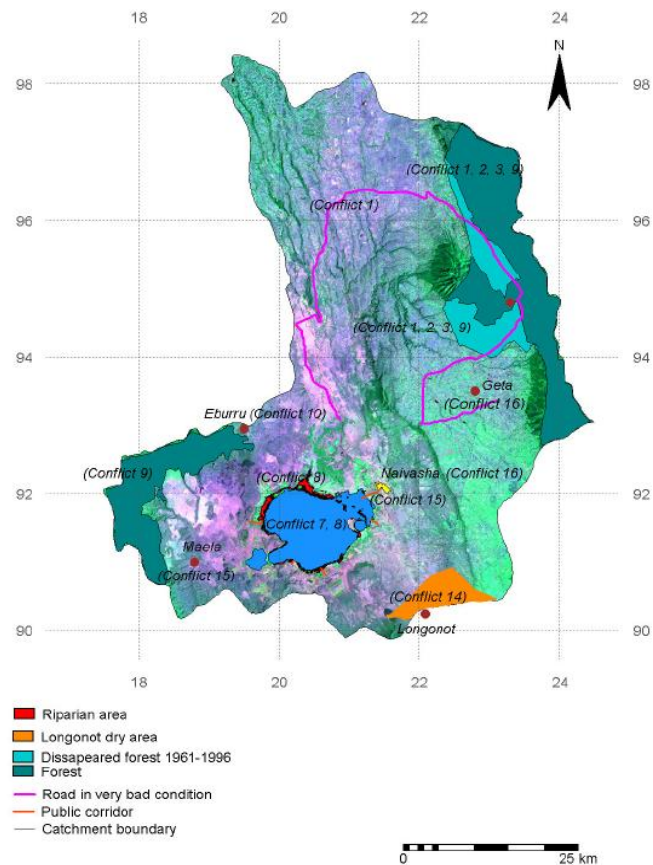 18 20 22 24
N
98 98
(Conflict 1, 2, 3, 9)
(Conflict 1)
96 96
(Conflict 1, 2, 3, 9)
94 94
Geta
(Conflict 16)
Eburru (Conflict 10)
(Conflict 9)
(Conflict 8)
Naivasha (Conflict 16)
92 92
(Conflict 15)
(Conflict 7, 8)
Maela
(Conflict 15)
(Conflict 14)
90 90
Longonot
18 20 22 24
Riparian area
Longonot dry area
Dissapeared forest 1961-1996
Forest
Road in very bad condition
Public corridor
Catchment boundary
0 25 km